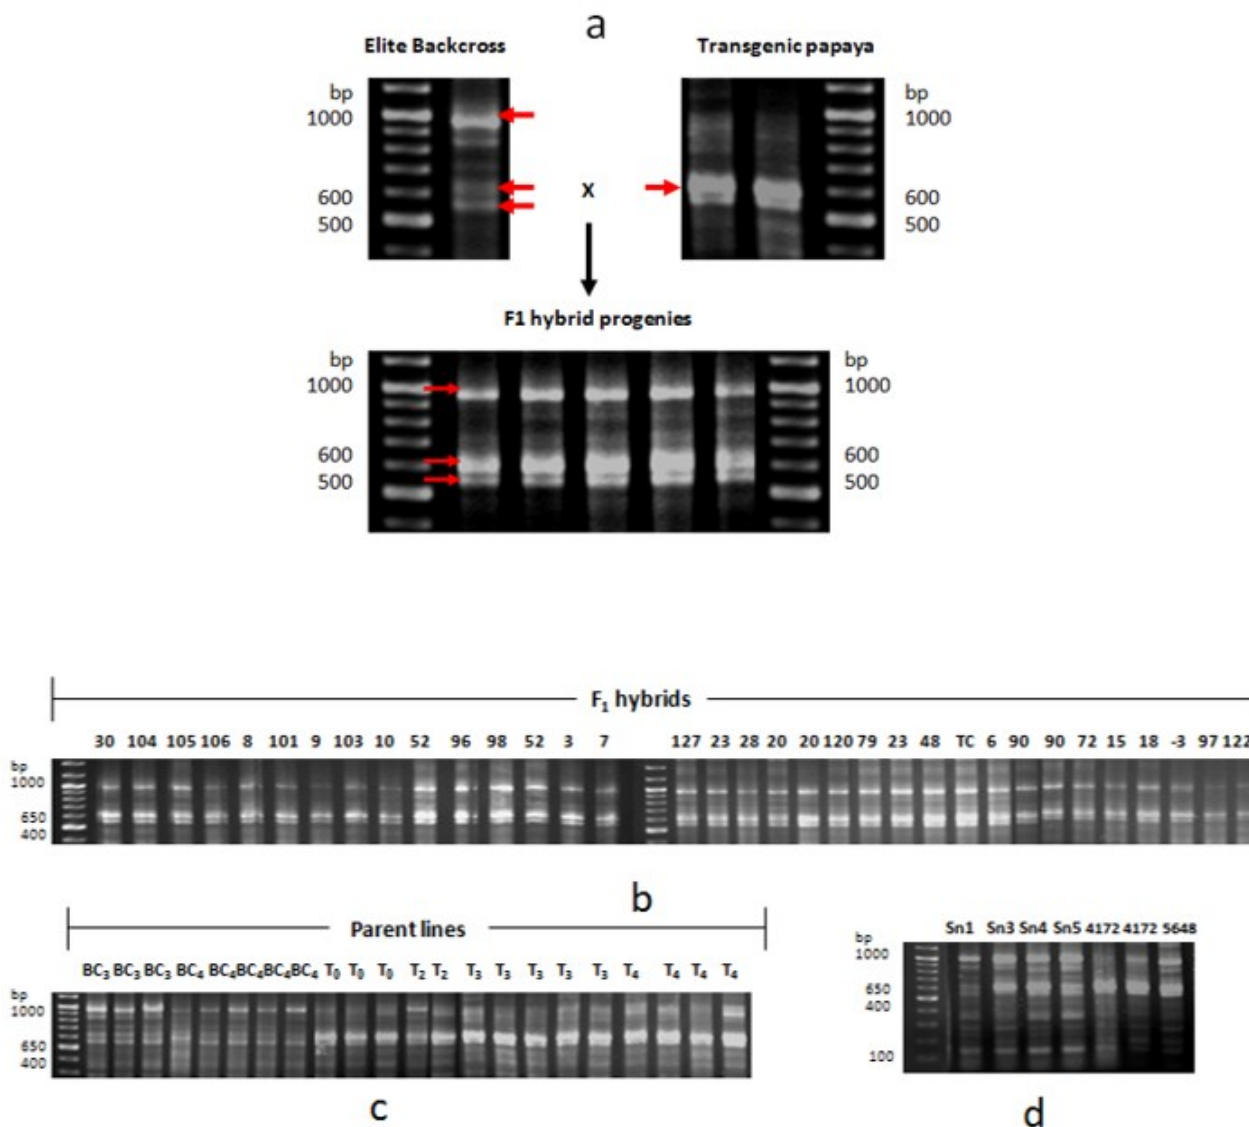 a
Elite Backcross
Transgenic papaya
bp
1000
600
500
X
bp
1000
600
500
F1 hybrid progenies
bp
1000
600
500
bp
1000
600
500
F₁ hybrids
30 104 105 106 8 101 9 103 10 52 96 98 52 3 7 127 23 28 20 20 120 79 23 48 TC 6 90 90 72 15 18 -3 97 122
bp
1000
650
400
b
Parent lines
BC₃ BC₃ BC₃ BC₄ BC₄ BC₄ BC₄ BC₄ T₀ T₀ T₀ T₂ T₂ T₃ T₃ T₃ T₃ T₃ T₄ T₄ T₄ T₄
bp
1000
650
400
c
Sn1 Sn3 Sn4 Sn5 4172 4172 5648
bp
1000
650
400
100
d